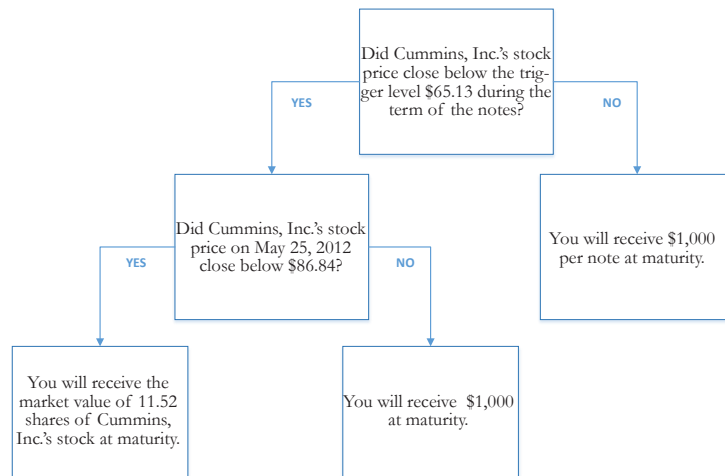 Did Cummins, Inc.'s stock
price close below the trig-
ger level $65.13 during the
term of the notes?
YES
NO
Did Cummins, Inc.'s stock
price on May 25, 2012
close below $86.84?
You will receive $1,000
per note at maturity.
YES
NO
You will receive the
market value of 11.52
shares of Cummins,
Inc.'s stock at maturity.
You will receive $1,000
at maturity.